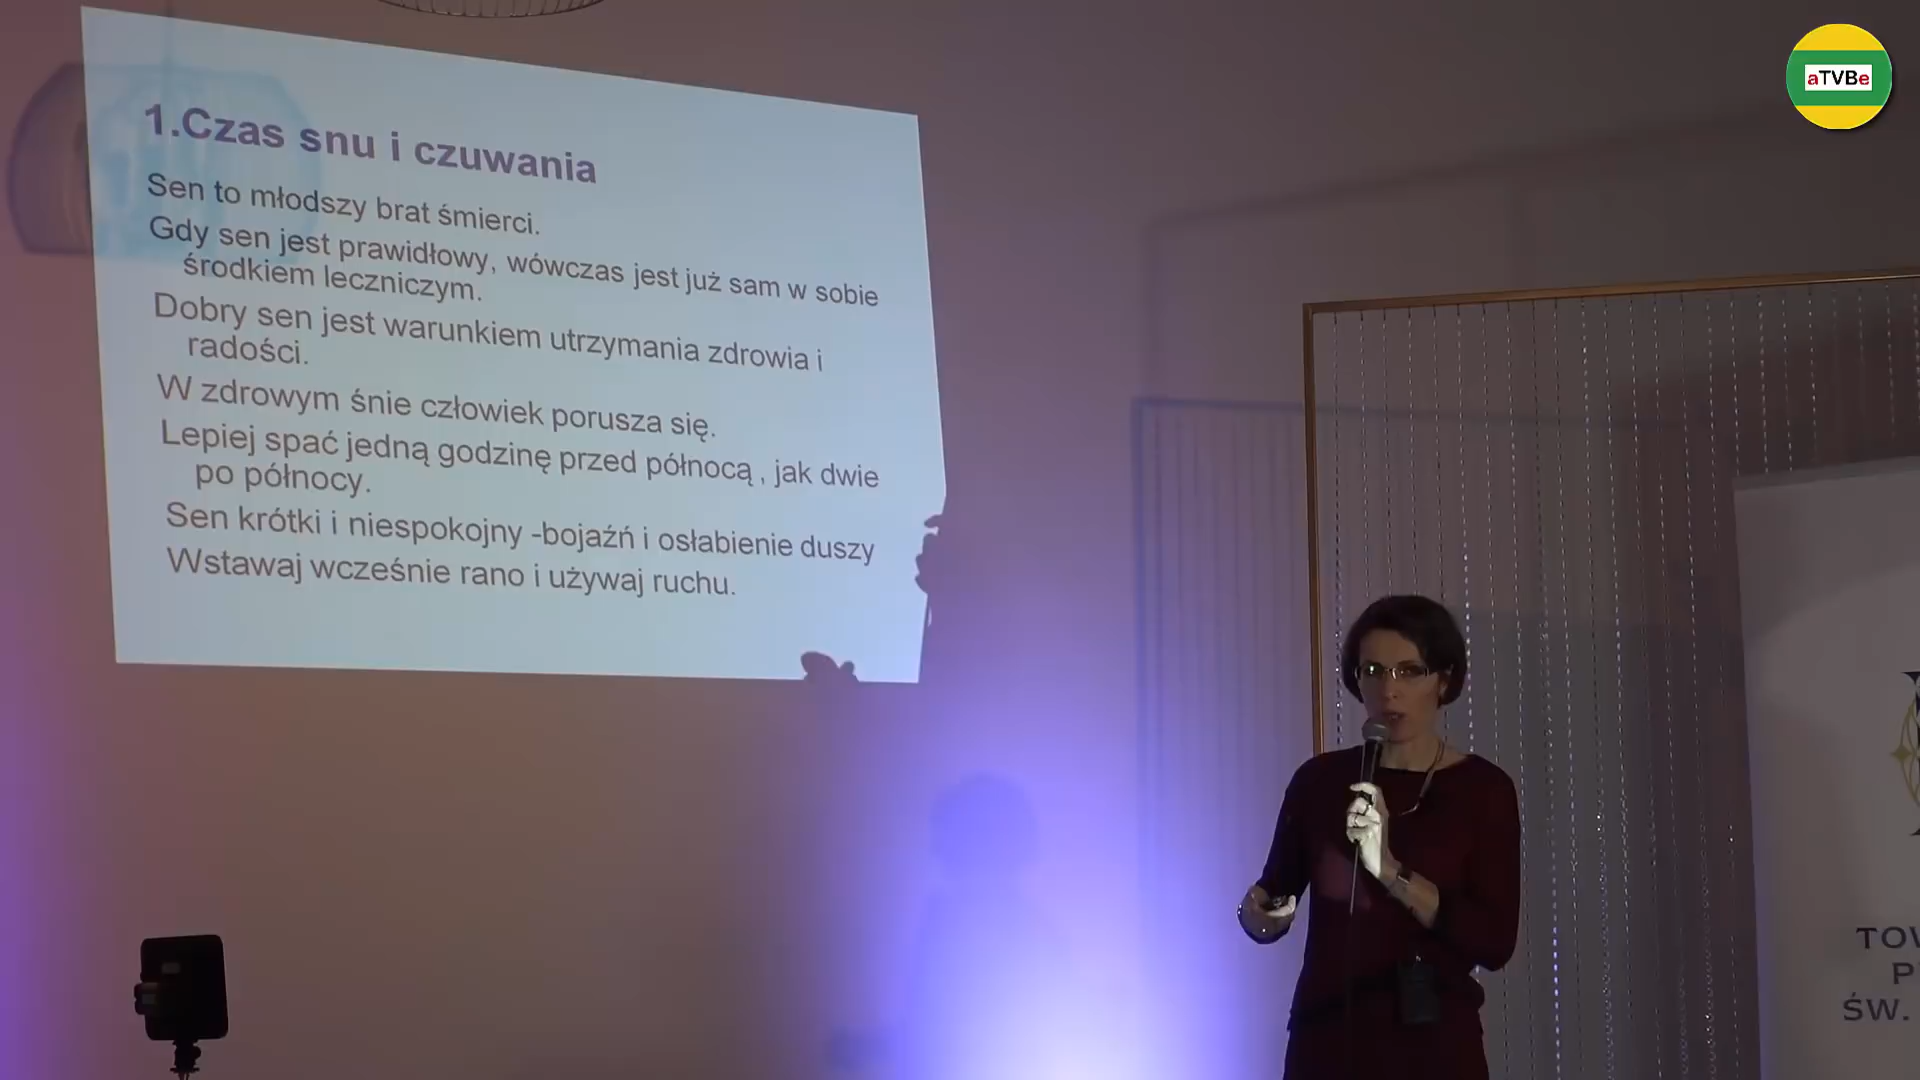 aTVBe
1.Czas snu i czuwania
Sen to młodszy brat śmierci.
Gdy sen jest prawidłowy, wówczas jest już sam w sobie
środkiem leczniczym.
Dobry sen jest warunkiem utrzymania zdrowia i
radości.
W zdrowym śnie człowiek porusza się.
Lepiej spać jedną godzinę przed północą , jak dwie
po północy.
Sen krótki i niespokojny -bojaźń i osłabienie duszy
Wstawaj wcześnie rano i używaj ruchu.
ŚW.